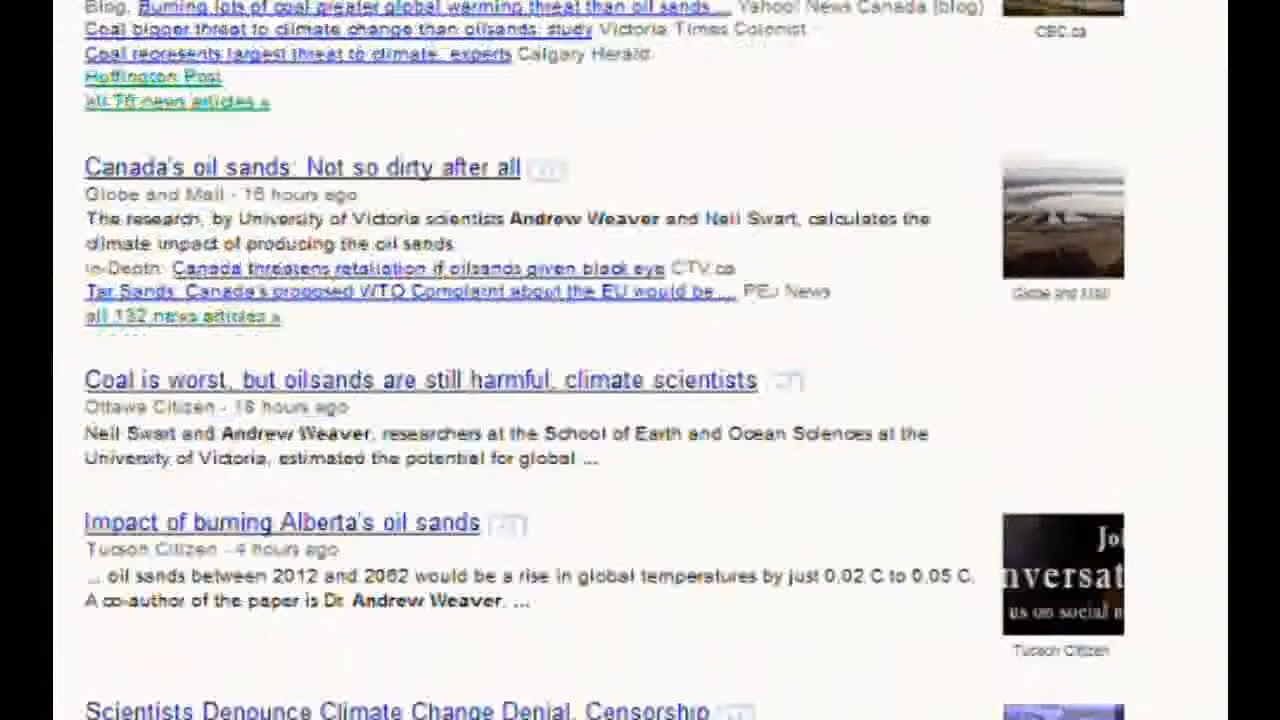 Blog, Burning lots of coal greater global warming threat than oil sands ... Yahoo! News Canada (blog)
CBC.ca
Coal bigger threat to climate change than oilsands: study Victoria Times Colonist
Coal represents largest threat to climate, experts Calgary Herald
Huffington Post
all 76 news articles »
Canada's oil sands: Not so dirty after all
Globe and Mail - 16 hours ago
The research, by University of Victoria scientists Andrew Weaver and Neil Swart, calculates the
climate impact of producing the oil sands
In-Depth: Canada threatens retaliation if oilsands given black eye CTV.ca
Tar Sands: Canada's proposed WTO Complaint about the EU would be ... PEJ News
Globe and Mail
all 132 news articles »
Coal is worst, but oilsands are still harmful: climate scientists
Ottawa Citizen - 18 hours ago
Neil Swart and Andrew Weaver, researchers at the School of Earth and Ocean Sciences at the
University of Victoria, estimated the potential for global ...
Impact of burning Alberta's oil sands
Tucson Citizen - 4 hours ago
... oil sands between 2012 and 2062 would be a rise in global temperatures by just 0.02 C to 0.05 C.
A co-author of the paper is Dr. Andrew Weaver, ...
Jo
nversat
us on social
Tucson Citizen
Scientists Denounce Climate Change Denial, Censorship